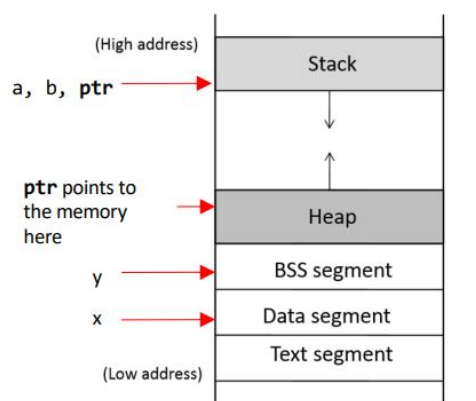 (High address)
Stack
a, b, ptr
ptr points to
the memory
here
Heap
y
BSS segment
x
Data segment
Text segment
(Low address)